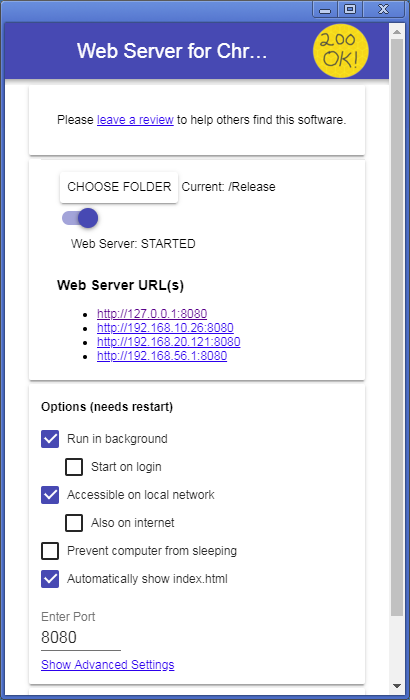 Web Server for Chr...
200
OK!
Please leave a review to help others find this software.
CHOOSE FOLDER Current: /Release
Web Server: STARTED
Web Server URL(s)
http://127.0.0.1:8080
http://192.168.10.26:8080
http://192.168.20.121:8080
http://192.168.56.1:8080
Options (needs restart)
Run in background
Start on login
Accessible on local network
Also on internet
Prevent computer from sleeping
Automatically show index.html
Enter Port
8080
Show Advanced Settings